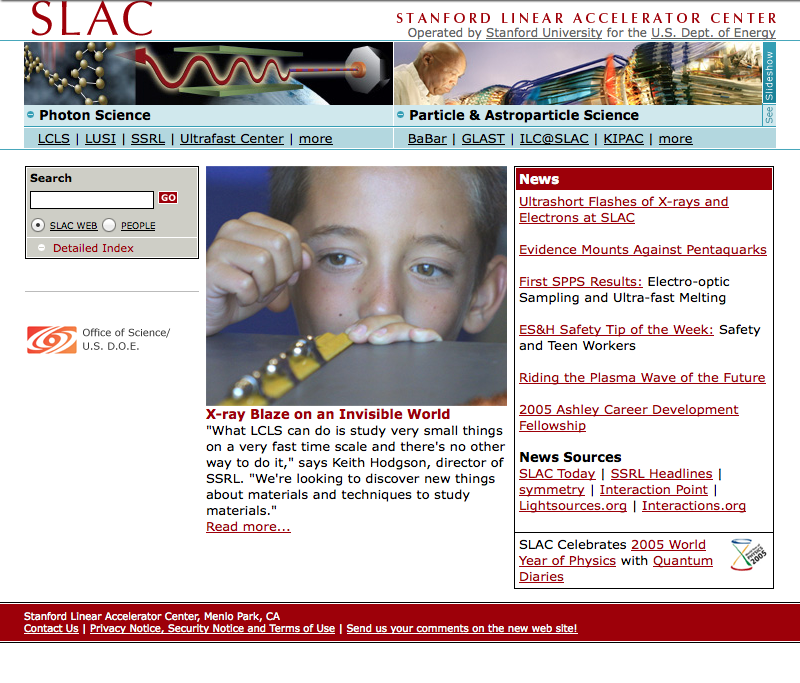 SLAC
STANFORD LINEAR ACCELERATOR CENTER
Operated by Stanford University for the U.S. Dept. of Energy
See Slideshow
Photon Science
Particle & Astroparticle Science
LCLS | LUSI | SSRL | Ultrafast Center | more
BaBar | GLAST | ILC@SLAC | KIPAC | more
Search
GO
SLAC WEB PEOPLE
Detailed Index
Office of Science/
U.S. D.O.E.
X-ray Blaze on an Invisible World
"What LCLS can do is study very small things
on a very fast time scale and there's no other
way to do it," says Keith Hodgson, director of
SSRL. "We're looking to discover new things
about materials and techniques to study
materials."
Read more...
News
Ultrashort Flashes of X-rays and
Electrons at SLAC
Evidence Mounts Against Pentaquarks
First SPPS Results: Electro-optic
Sampling and Ultra-fast Melting
ES&H Safety Tip of the Week: Safety
and Teen Workers
Riding the Plasma Wave of the Future
2005 Ashley Career Development
Fellowship
News Sources
SLAC Today | SSRL Headlines |
symmetry | Interaction Point |
Lightsources.org | Interactions.org
SLAC Celebrates 2005 World
Year of Physics with Quantum
Diaries
Stanford Linear Accelerator Center, Menlo Park, CA
Contact Us | Privacy Notice, Security Notice and Terms of Use | Send us your comments on the new web site!